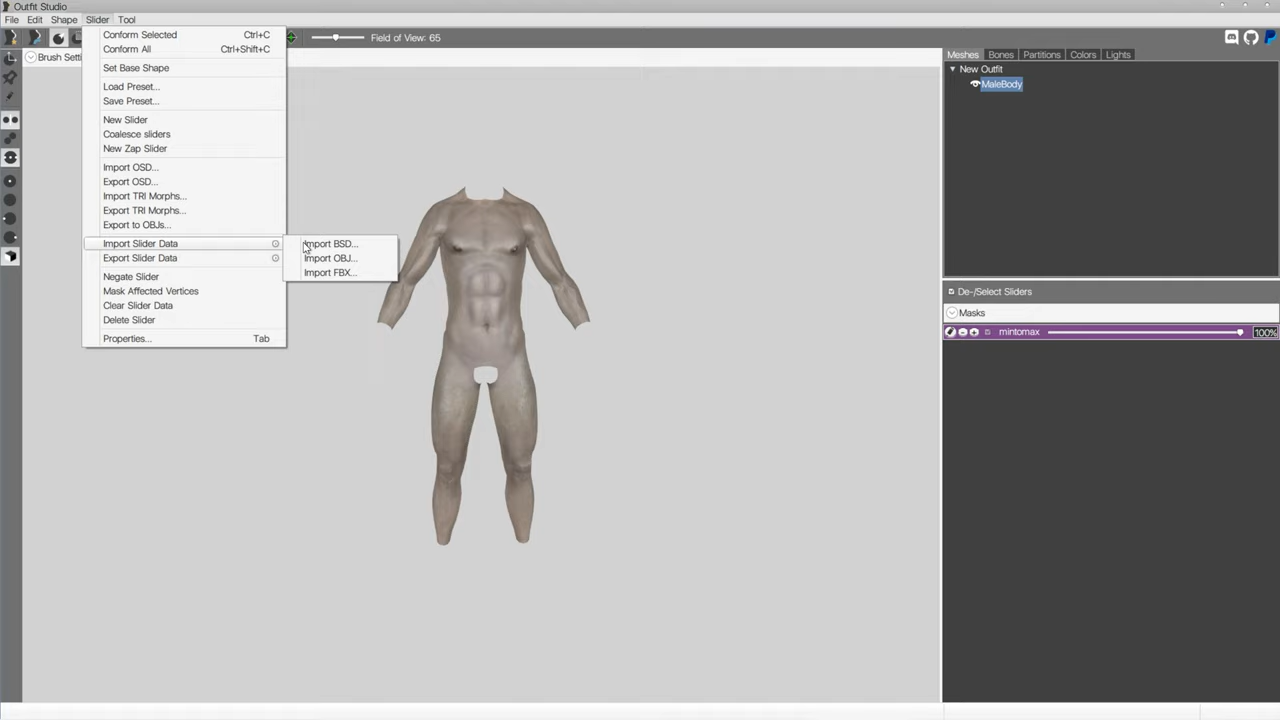 Outfit Studio
File Edit Shape Slider Tool
Field of View: 65
Brush Setti
Conform Selected Ctrl+C
Conform All Ctrl+Shift+C
Set Base Shape
Load Preset...
Save Preset...
New Slider
Coalesce sliders
New Zap Slider
Import OSD...
Export OSD...
Import TRI Morphs...
Export TRI Morphs...
Export to OBJs...
Import Slider Data
Export Slider Data
Negate Slider
Mask Affected Vertices
Clear Slider Data
Delete Slider
Properties... Tab
Import BSD...
Import OBJ...
Import FBX...
Meshes Bones Partitions Colors Lights
New Outfit
MaleBody
De-/Select Sliders
Masks
mintomax 100%